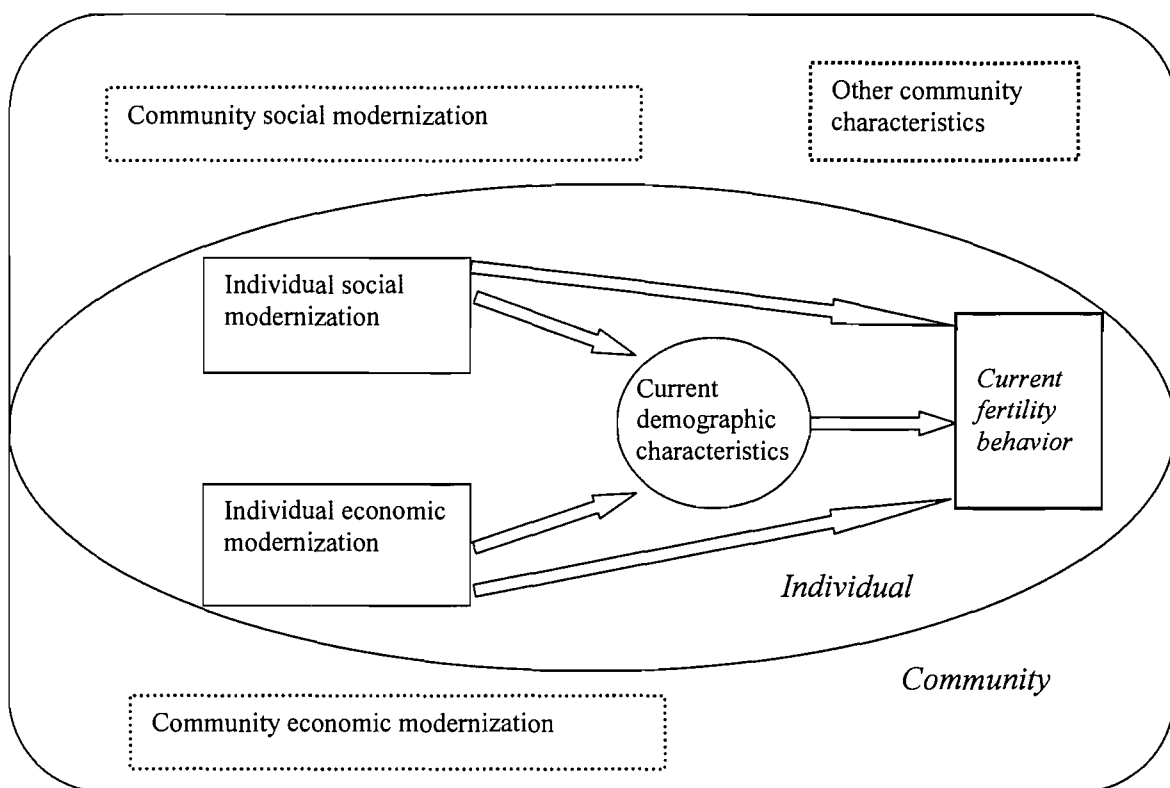 Community social modernization
Other community
characteristics
Individual social
modernization
Current
demographic
characteristics
Current
fertility
behavior
Individual economic
modernization
Individual
Community
Community economic modernization